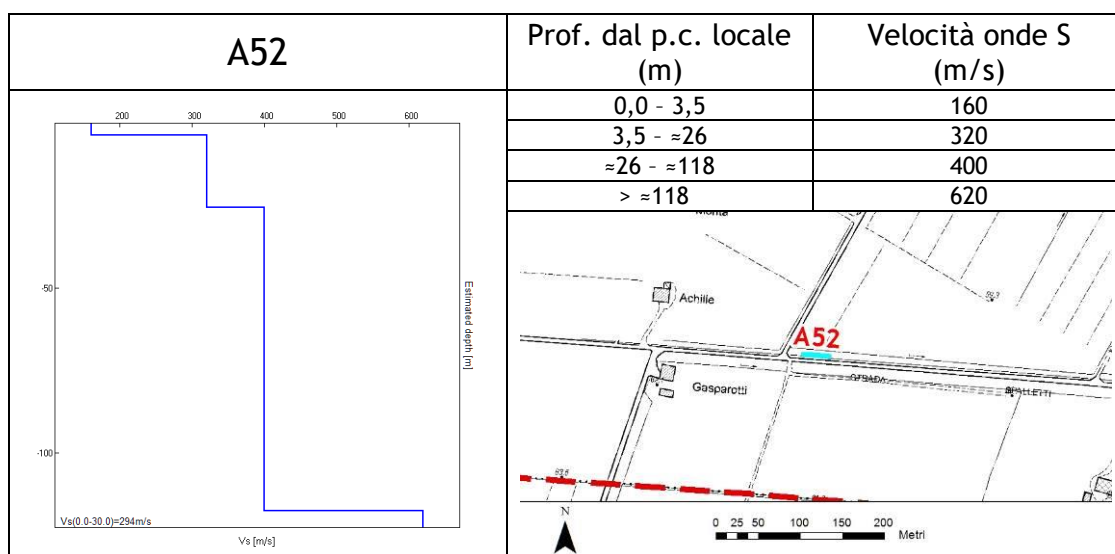 A52
Prof. dal p.c. locale
(m)
Velocità onde S
(m/s)
0,0 – 3,5 160
3,5 – ≈26 320
≈26 – ≈118 400
> ≈118 620
200 300 400 500 600
-50
-100
Estimated depth [m]
Vs(0.0-30.0)=294m/s
Vs [m/s]
Achille
A52
Gasparotti
STRADA
SPALLETTI
N
0 25 50 100 150 200
Metri